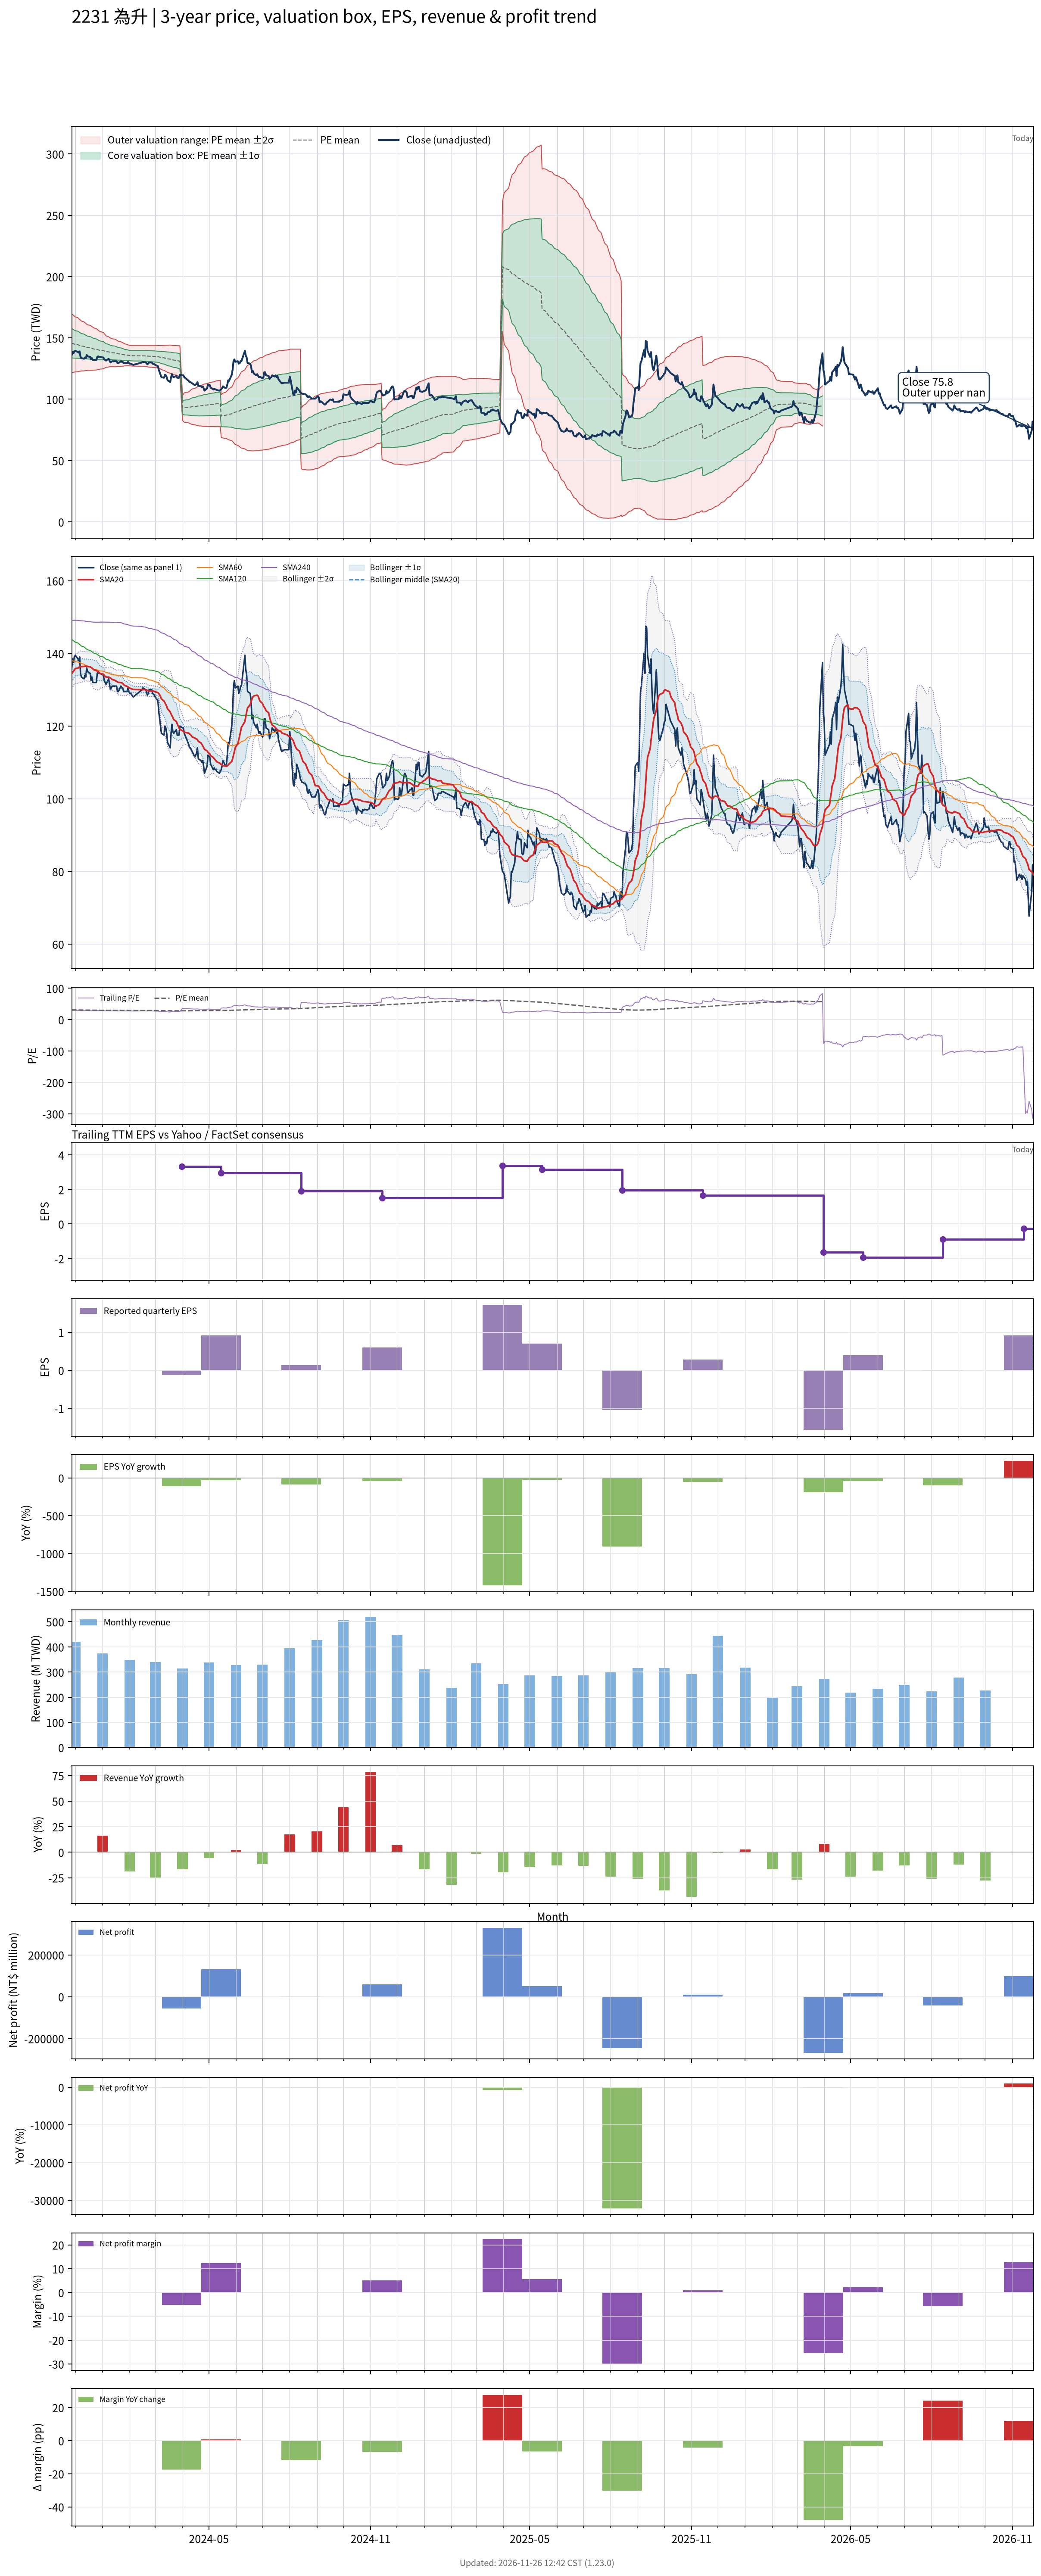 2231 為升 | 3-year price, valuation box, EPS, revenue & profit trend
Outer valuation range: PE mean ±2σ
Core valuation box: PE mean ±1σ
PE mean
Close (unadjusted)
Today
300
250
200
150
100
50
0
Price (TWD)
Close 75.8
Outer upper nan
Close (same as panel 1)
SMA20
SMA60
SMA120
SMA240
Bollinger ±2σ
Bollinger ±1σ
Bollinger middle (SMA20)
160
140
120
100
80
60
Price
Trailing P/E
P/E mean
100
0
-100
-200
-300
P/E
Trailing TTM EPS vs Yahoo / FactSet consensus
Today
4
2
0
-2
EPS
Reported quarterly EPS
1
0
-1
EPS
EPS YoY growth
0
-500
-1000
-1500
YoY (%)
Monthly revenue
500
400
300
200
100
0
Revenue (M TWD)
Revenue YoY growth
75
50
25
0
-25
YoY (%)
Month
Net profit
200000
0
-200000
Net profit (NT$ million)
Net profit YoY
0
-10000
-20000
-30000
YoY (%)
Net profit margin
20
10
0
-10
-20
-30
Margin (%)
Margin YoY change
20
0
-20
-40
Δ margin (pp)
2024-05
2024-11
2025-05
2025-11
2026-05
2026-11
Updated: 2026-11-26 12:42 CST (1.23.0)